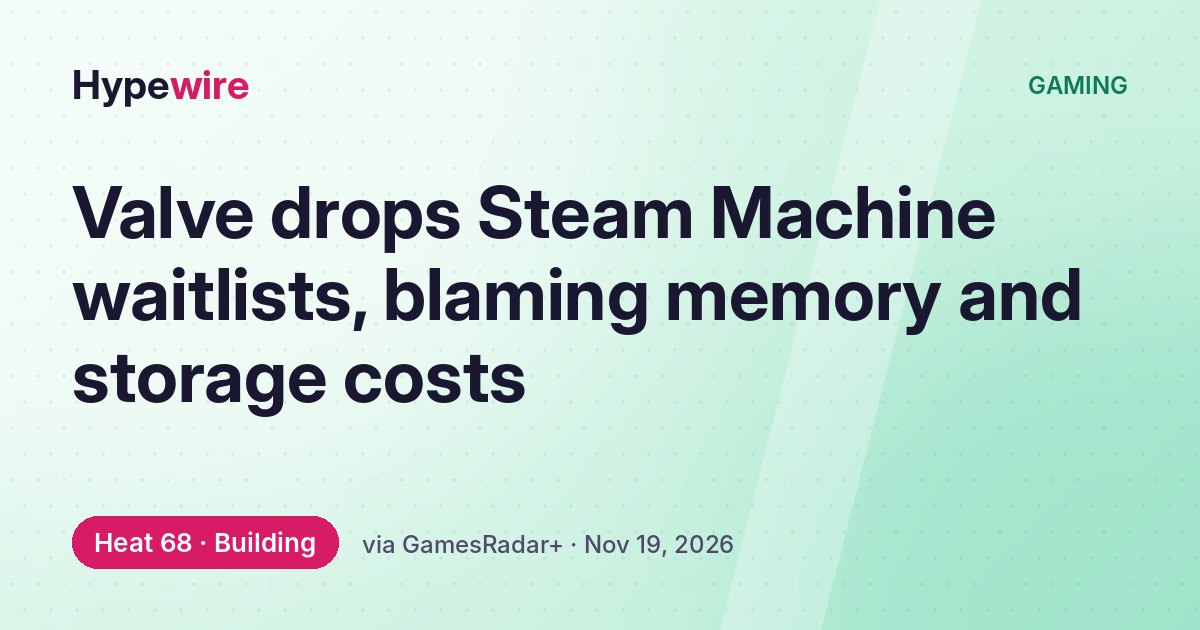 Hypewire
GAMING
Valve drops Steam Machine
waitlists, blaming memory and
storage costs
Heat 68 · Building
via GamesRadar+ · Nov 19, 2026